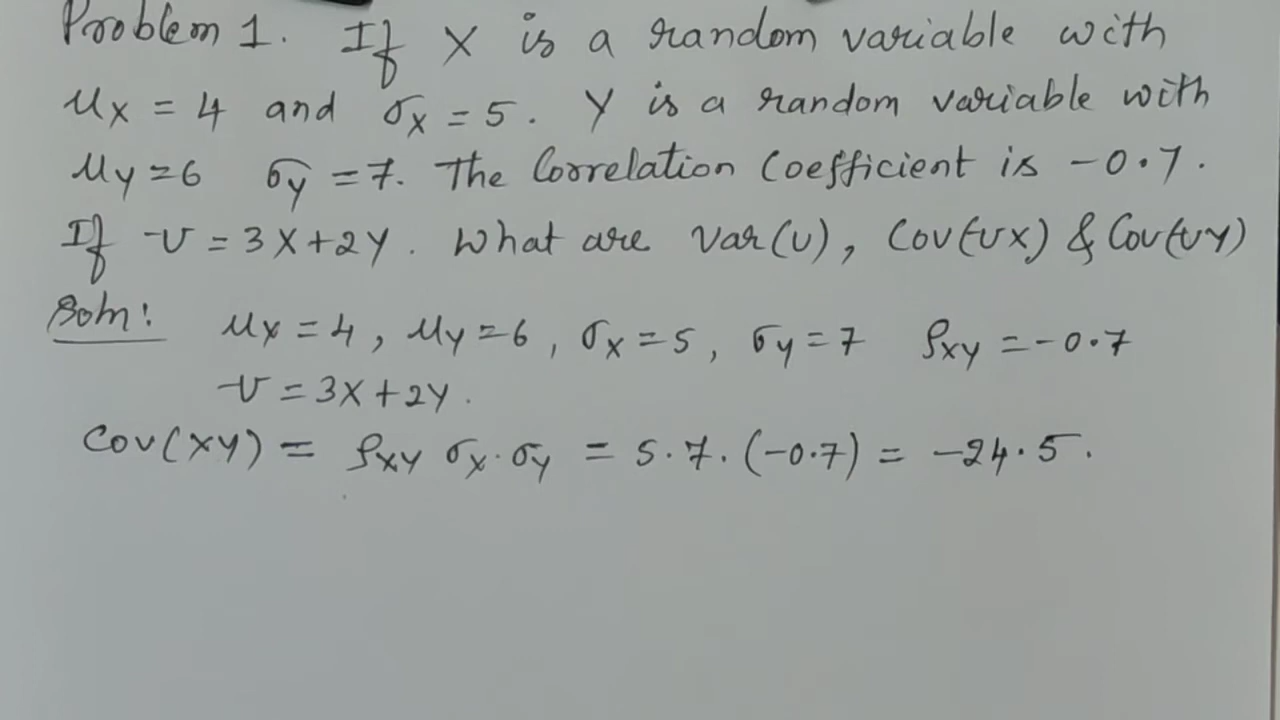 Problem 1. If X is a random variable with
μx = 4 and σx = 5. Y is a random variable with
μy = 6 σy = 7. The Correlation Coefficient is -0.7.
If U = 3X+2Y. What are Var(U), Cov(UX) & Cov(UY)
Soln:
μx = 4, μy = 6, σx = 5, σy = 7 ρxy = -0.7
U = 3X+2Y.
Cov(XY) = ρxy σx.σy = 5.7.(-0.7) = -24.5.